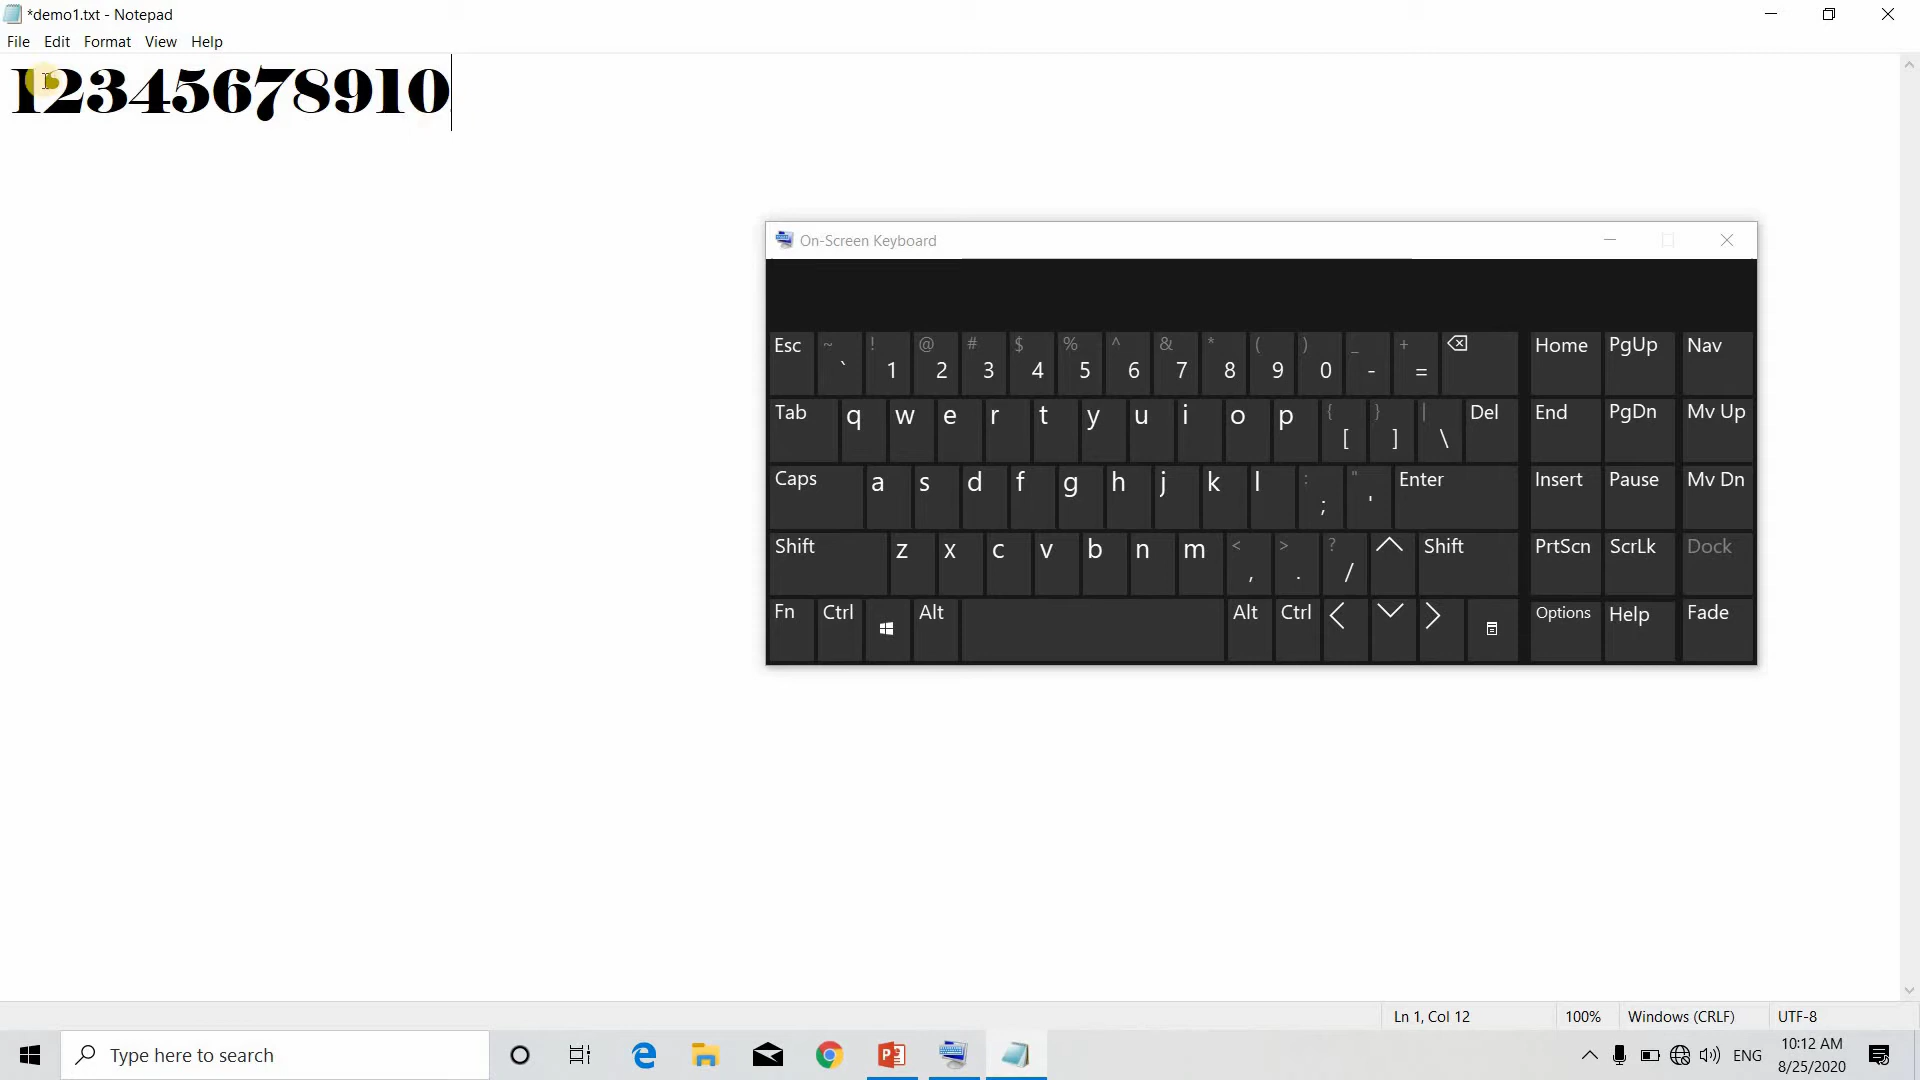 *demo1.txt - Notepad
File Edit Format View Help
12345678910
On-Screen Keyboard
Esc ~ ` ! 1 @ 2 # 3 $ 4 % 5 ^ 6 & 7 * 8 ( 9 ) 0 _ - + = Home PgUp Nav
Tab q w e r t y u i o p { [ } ] | \ Del End PgDn Mv Up
Caps a s d f g h j k l : ; " ' Enter Insert Pause Mv Dn
Shift z x c v b n m < , > . ? / Shift PrtScn ScrLk Dock
Fn Ctrl Alt Alt Ctrl Options Help Fade
Ln 1, Col 12 100% Windows (CRLF) UTF-8
Type here to search ENG 10:12 AM
8/25/2020